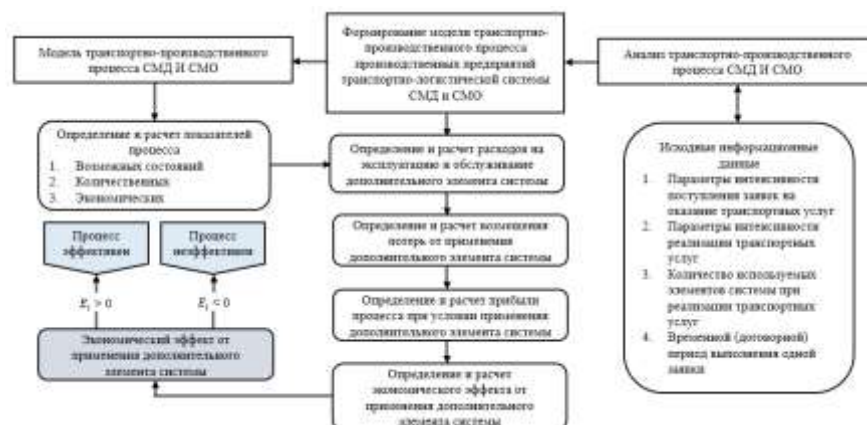 Модель транспортно-производственного
процесса СМД И СМО
Формирование модели транспортно-
производственного процесса
производственных предприятий
транспортно-логистической системы
СМД и СМО
Анализ транспортно-производственного
процесса СМД И СМО
Определение и расчет показателей
процесса
1. Возможных состояний
2. Количественных
3. Экономических
Определение и расчет расходов на
эксплуатацию и обслуживание
дополнительного элемента системы
Исходные информационные
данные
1. Параметры интенсивности
поступления заявок на
оказание транспортных услуг
2. Параметры интенсивности
реализации транспортных
услуг
3. Количество используемых
элементов системы при
реализации транспортных
услуг
4. Временной (договорной)
период выполнения одной
заявки
Процесс
эффективен
Процесс
неэффективен
Определение и расчет возмещения
потерь от применения
дополнительного элемента системы
E_i > 0
E_i < 0
Определение и расчет прибыли
процесса при условии применения
дополнительного элемента системы
Экономический эффект от
применения дополнительного
элемента системы
Определение и расчет
экономического эффекта от
применения дополнительного
элемента системы